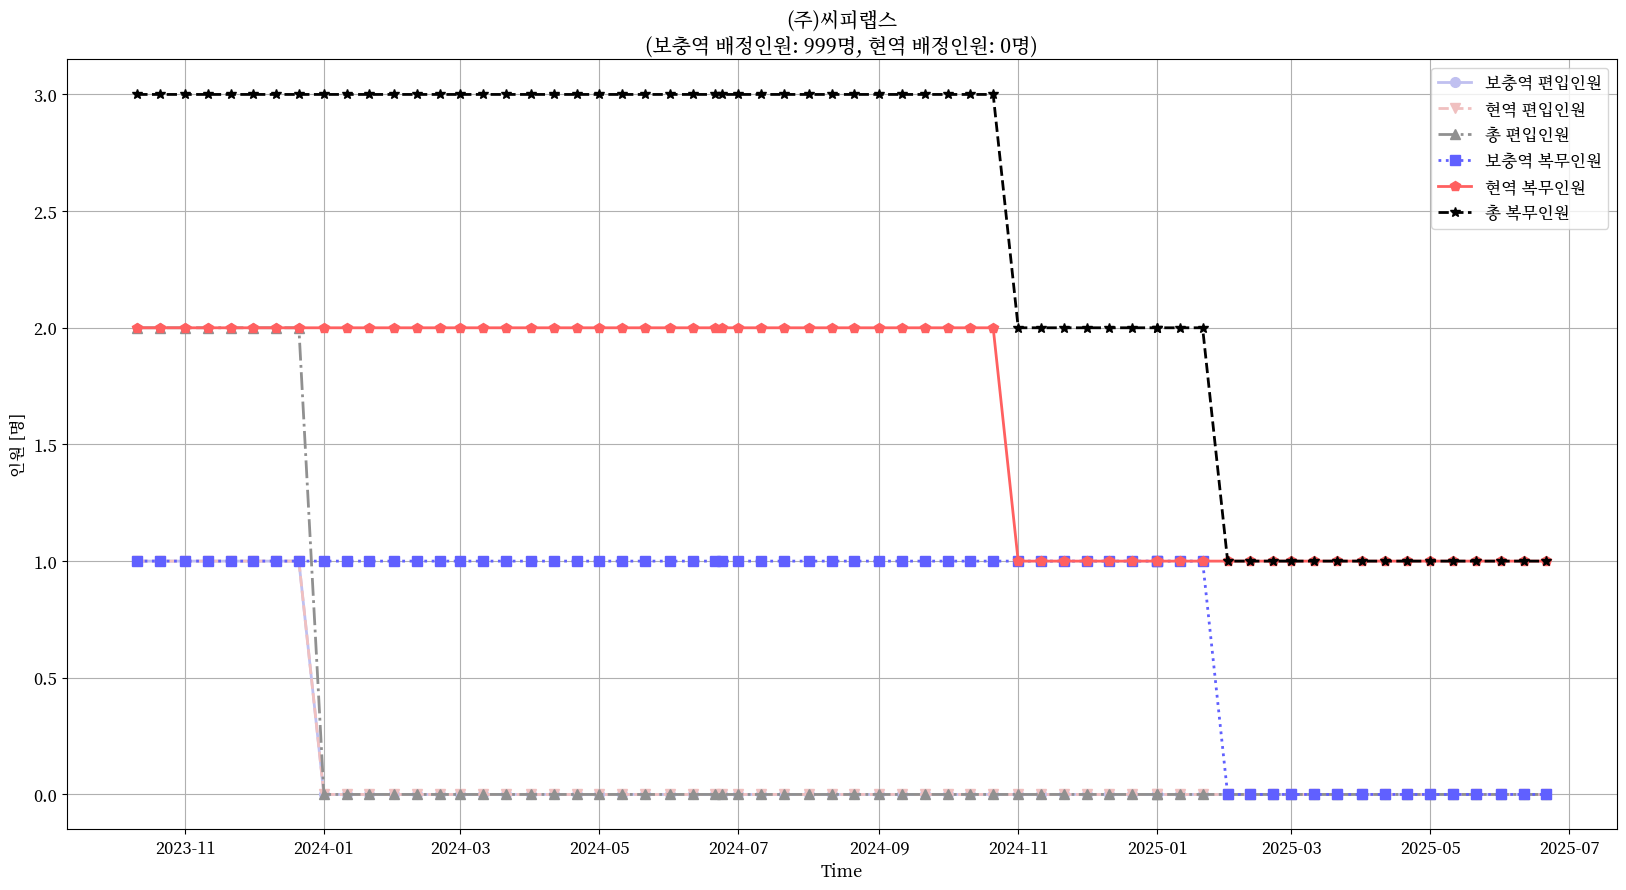 (주)씨피랩스
(보충역 배정인원: 999명, 현역 배정인원: 0명)
보충역 편입인원
현역 편입인원
총 편입인원
보충역 복무인원
현역 복무인원
총 복무인원
인원 [명]
3.0
2.5
2.0
1.5
1.0
0.5
0.0
2023-11 2024-01 2024-03 2024-05 2024-07 2024-09 2024-11 2025-01 2025-03 2025-05 2025-07
Time